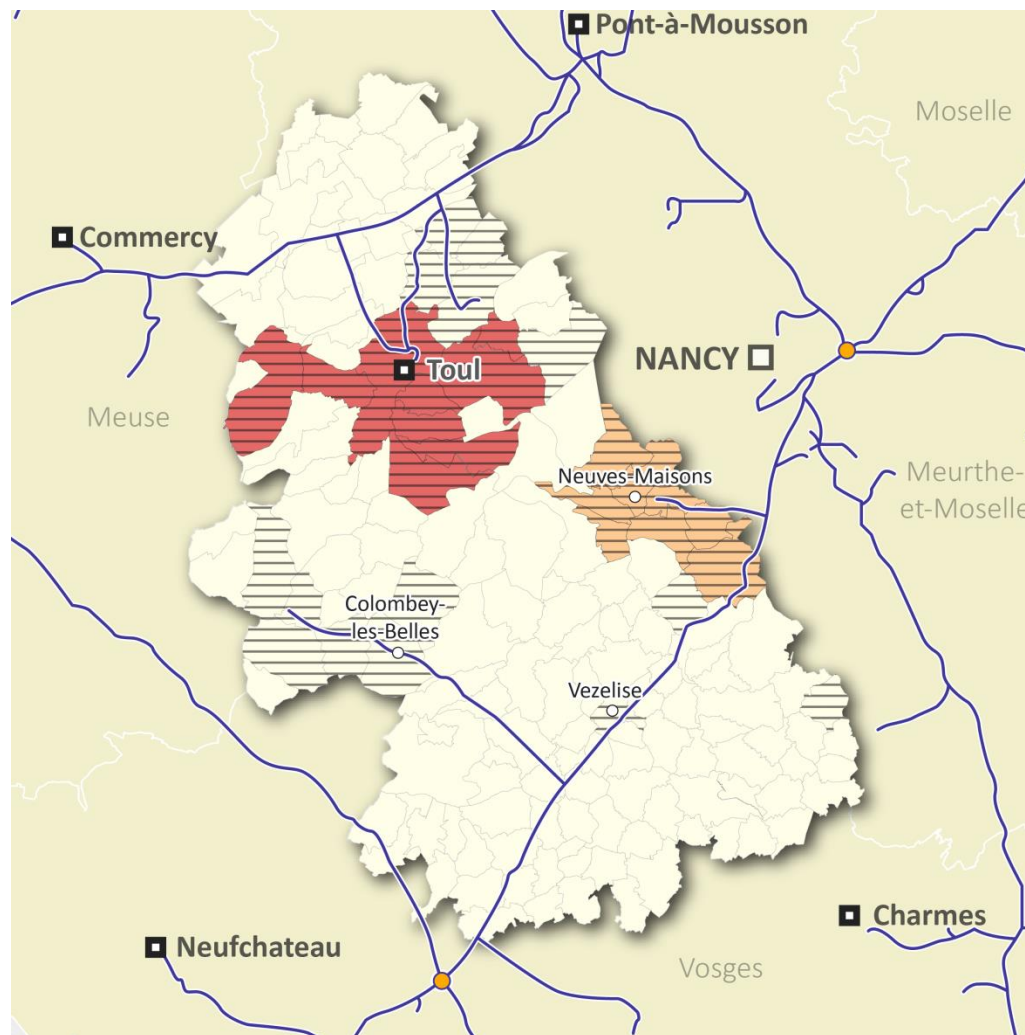 Pont-à-Mousson
Moselle
Commercy
NANCY
Toul
Meuse
Neuves-Maisons
Meurthe-
et-Moselle
Colombey-
les-Belles
Vezelise
Charmes
Neufchateau
Vosges